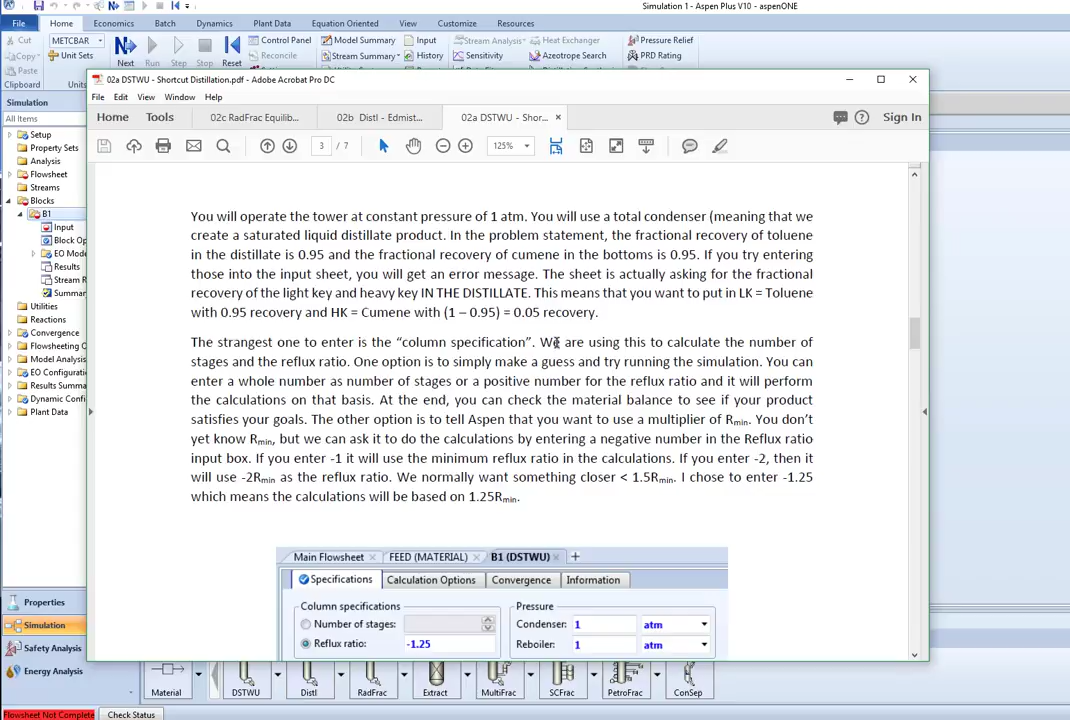 Simulation 1 - Aspen Plus V10 - aspenONE
File Home Economics Batch Dynamics Plant Data Equation Oriented View Customize Resources
Cut METCBAR Next Run Step Stop Reset Control Panel Model Summary Input Stream Analysis Heat Exchanger Pressure Relief
Copy Unit Sets Reconcile Stream Summary History Sensitivity Azeotrope Search PRD Rating
Paste
Clipboard Units
02a DSTWU - Shortcut Distillation.pdf - Adobe Acrobat Pro DC
File Edit View Window Help
Home Tools 02c RadFrac Equilib... 02b Distl - Edmist... 02a DSTWU - Shor... × Sign In
3 / 7 125%
Simulation
All Items
Setup
Property Sets
Analysis
Flowsheet
Streams
Blocks
B1
Input
Block Op
EO Mode
Results
Stream R
Summar
Utilities
Reactions
Convergence
Flowsheeting O
Model Analysis
EO Configuratio
Results Summa
Dynamic Confi
Plant Data
Properties
Simulation
Safety Analysis
Energy Analysis
You will operate the tower at constant pressure of 1 atm. You will use a total condenser (meaning that we
create a saturated liquid distillate product. In the problem statement, the fractional recovery of toluene
in the distillate is 0.95 and the fractional recovery of cumene in the bottoms is 0.95. If you try entering
those into the input sheet, you will get an error message. The sheet is actually asking for the fractional
recovery of the light key and heavy key IN THE DISTILLATE. This means that you want to put in LK = Toluene
with 0.95 recovery and HK = Cumene with (1 – 0.95) = 0.05 recovery.
The strangest one to enter is the “column specification”. We are using this to calculate the number of
stages and the reflux ratio. One option is to simply make a guess and try running the simulation. You can
enter a whole number as number of stages or a positive number for the reflux ratio and it will perform
the calculations on that basis. At the end, you can check the material balance to see if your product
satisfies your goals. The other option is to tell Aspen that you want to use a multiplier of Rmin. You don’t
yet know Rmin, but we can ask it to do the calculations by entering a negative number in the Reflux ratio
input box. If you enter -1 it will use the minimum reflux ratio in the calculations. If you enter -2, then it
will use -2Rmin as the reflux ratio. We normally want something closer < 1.5Rmin. I chose to enter -1.25
which means the calculations will be based on 1.25Rmin.
Main Flowsheet × FEED (MATERIAL) × B1 (DSTWU) × +
Specifications Calculation Options Convergence Information
Column specifications Pressure
Number of stages: Condenser: 1 atm
Reflux ratio: -1.25 Reboiler: 1 atm
Material DSTWU Distl RadFrac Extract MultiFrac SCFrac PetroFrac ConSep
Flowsheet Not Complete Check Status